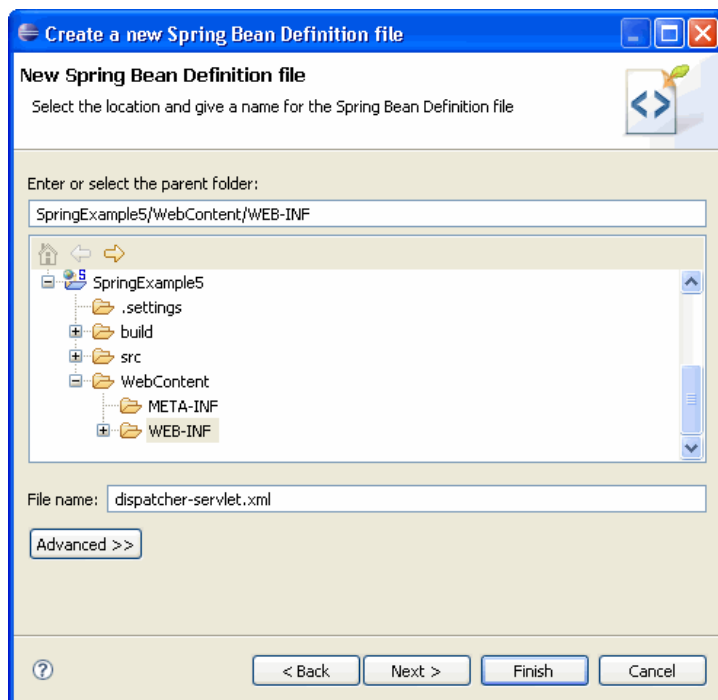 Create a new Spring Bean Definition file
New Spring Bean Definition file
Select the location and give a name for the Spring Bean Definition file
Enter or select the parent folder:
SpringExample5/WebContent/WEB-INF
SpringExample5
.settings
build
src
WebContent
META-INF
WEB-INF
File name: dispatcher-servlet.xml
Advanced >>
< Back Next > Finish Cancel